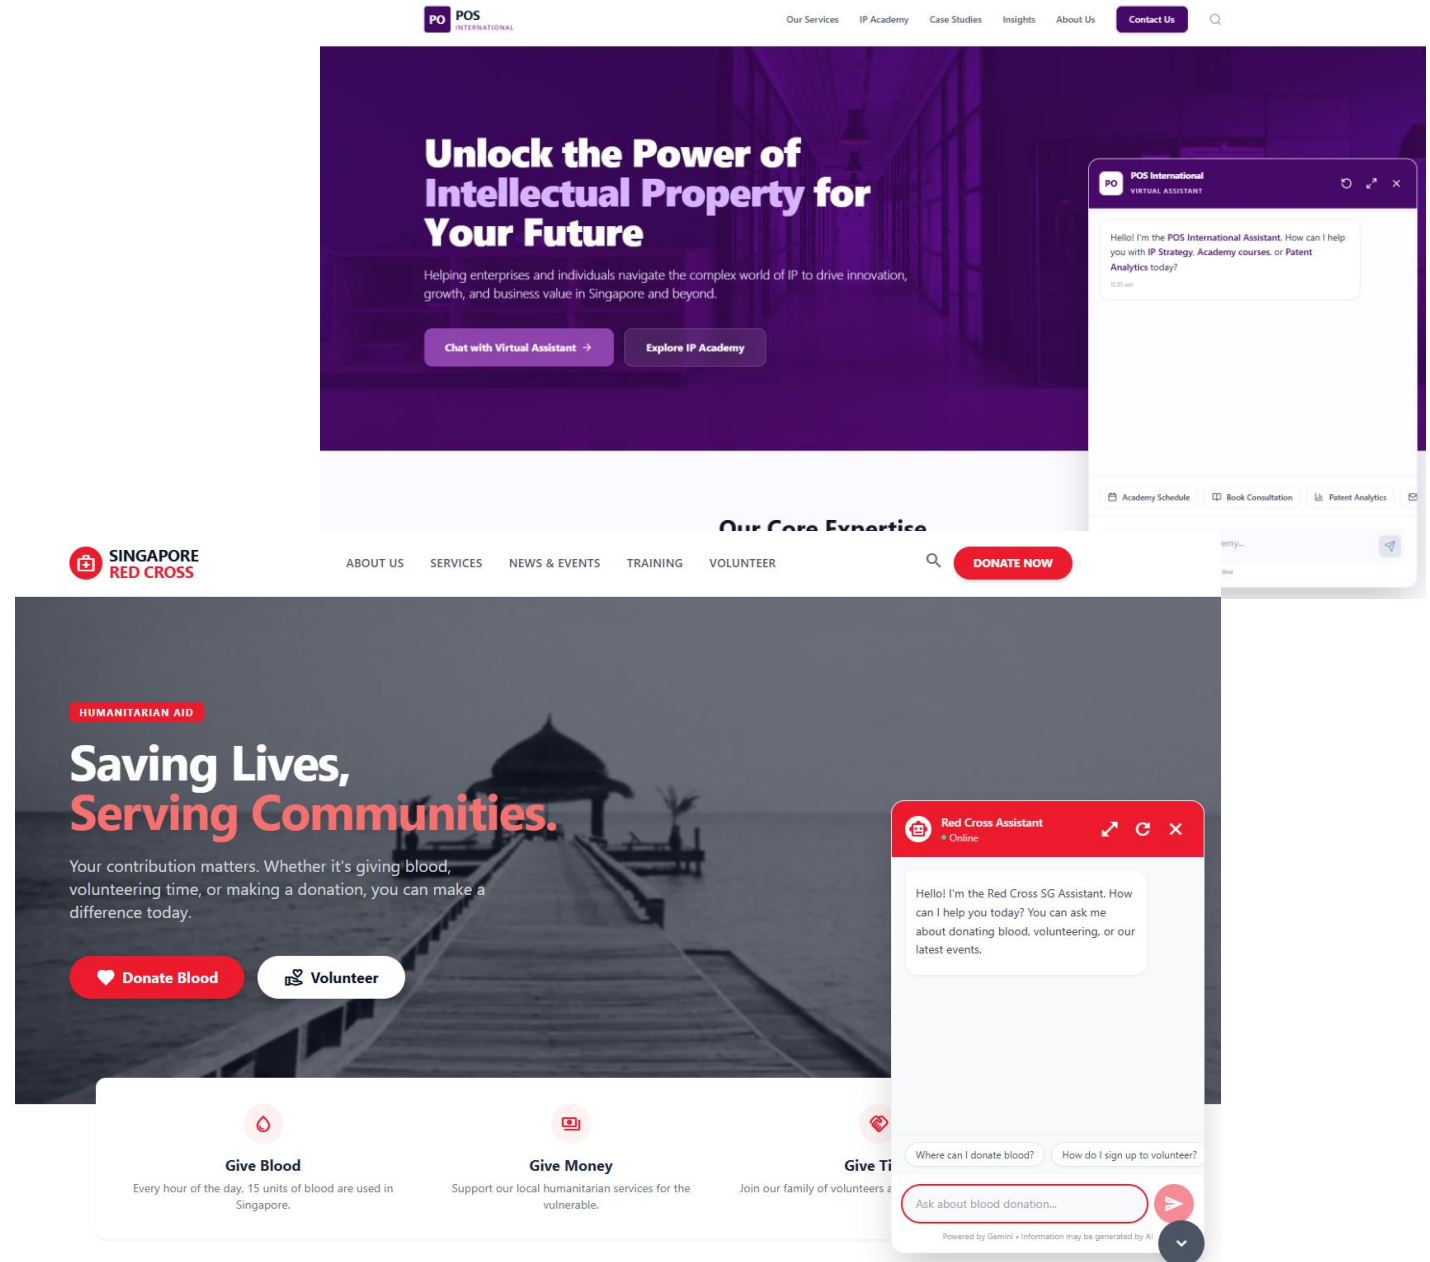 PO
POS
INTERNATIONAL
Our Services
IP Academy
Case Studies
Insights
About Us
Contact Us
Unlock the Power of
Intellectual Property for
Your Future
Helping enterprises and individuals navigate the complex world of IP to drive innovation,
growth, and business value in Singapore and beyond.
Chat with Virtual Assistant →
Explore IP Academy
PO
POS International
VIRTUAL ASSISTANT
Hello! I'm the POS International Assistant. How can I help
you with IP Strategy, Academy courses, or Patent
Analytics today?
Academy Schedule
Book Consultation
Patent Analytics
Our Core Expertise
SINGAPORE
RED CROSS
ABOUT US
SERVICES
NEWS & EVENTS
TRAINING
VOLUNTEER
DONATE NOW
HUMANITARIAN AID
Saving Lives,
Serving Communities.
Your contribution matters. Whether it's giving blood,
volunteering time, or making a donation, you can make a
difference today.
Donate Blood
Volunteer
Give Blood
Every hour of the day, 15 units of blood are used in
Singapore.
Give Money
Support our local humanitarian services for the
vulnerable.
Give Ti
Join our family of volunteers a
Red Cross Assistant
Online
Hello! I'm the Red Cross SG Assistant. How
can I help you today? You can ask me
about donating blood, volunteering, or our
latest events.
Where can I donate blood?
How do I sign up to volunteer?
Ask about blood donation...
Powered by Gemini • Information may be generated by AI